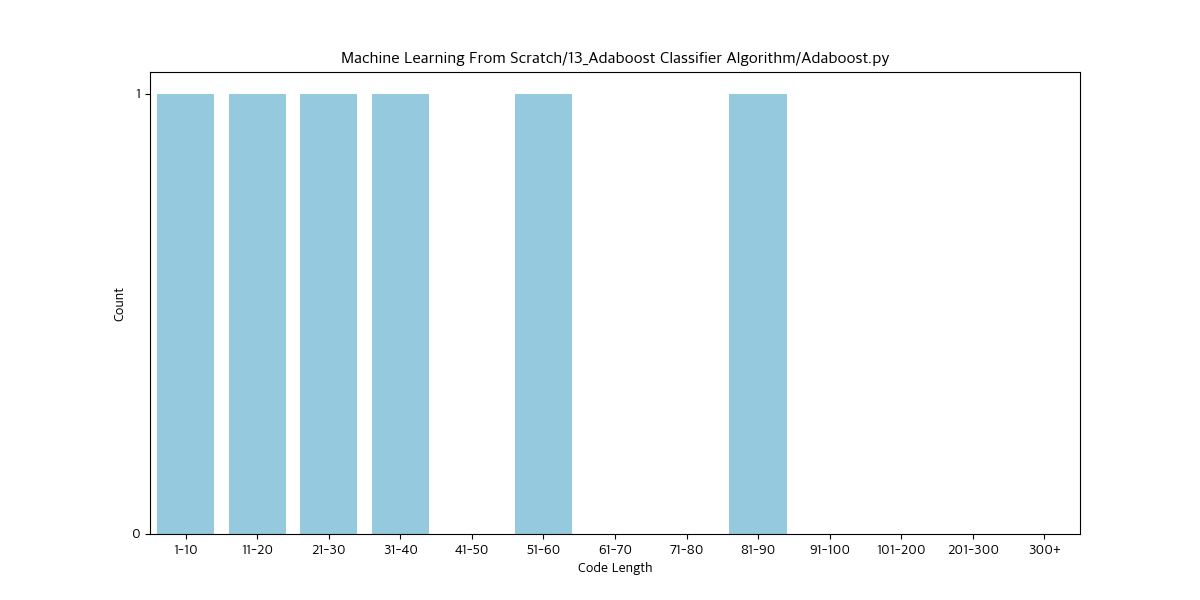 Machine Learning From Scratch/13_Adaboost Classifier Algorithm/Adaboost.py
1
Count
0
1-10 11-20 21-30 31-40 41-50 51-60 61-70 71-80 81-90 91-100 101-200 201-300 300+
Code Length